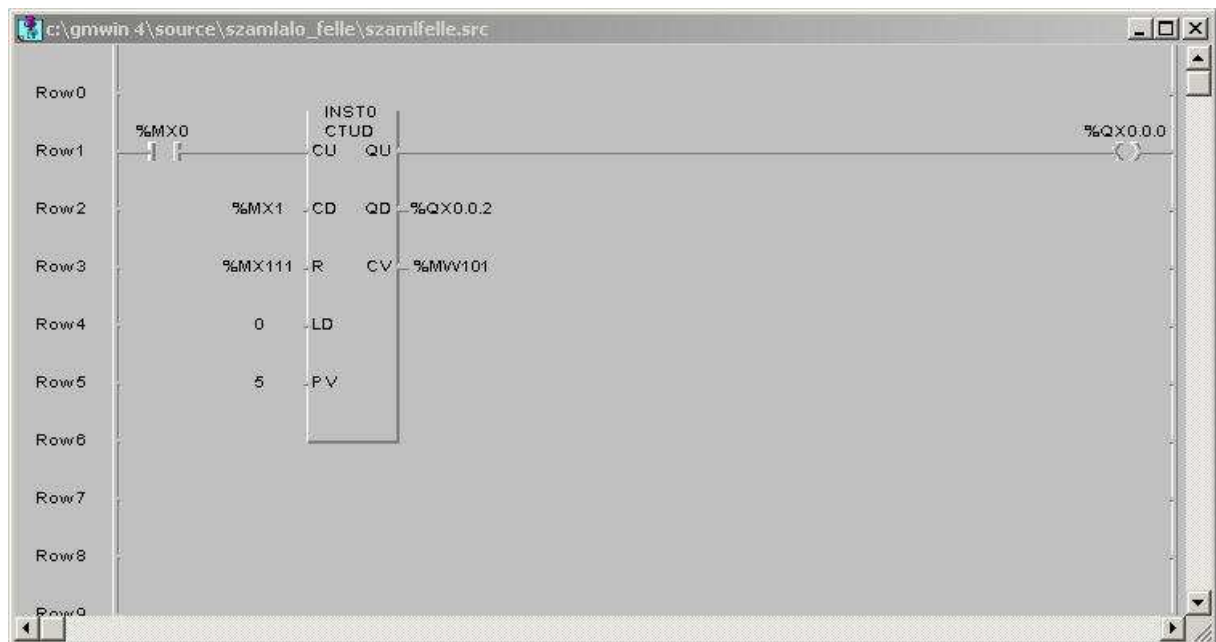 c:\gmwin 4\source\szamlalo_felle\szamlfelle.src
Row0
INST0
%MX0 CTUD %QX0.0.0
Row1 CU QU
Row2 %MX1 CD QD %QX0.0.2
Row3 %MX111 R CV %MW101
Row4 0 LD
Row5 5 PV
Row6
Row7
Row8
Row9